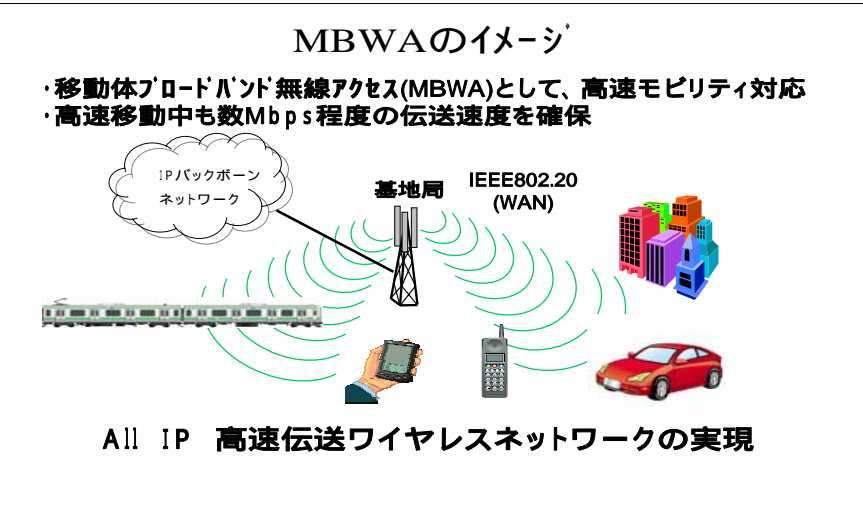 MBWAのイメージ
・移動体ブロードバンド無線アクセス(MBWA)として、高速モビリティ対応
・高速移動中も数Mbps程度の伝送速度を確保
IPバックボーン
ネットワーク
基地局
IEEE802.20
(WAN)
All IP 高速伝送ワイヤレスネットワークの実現